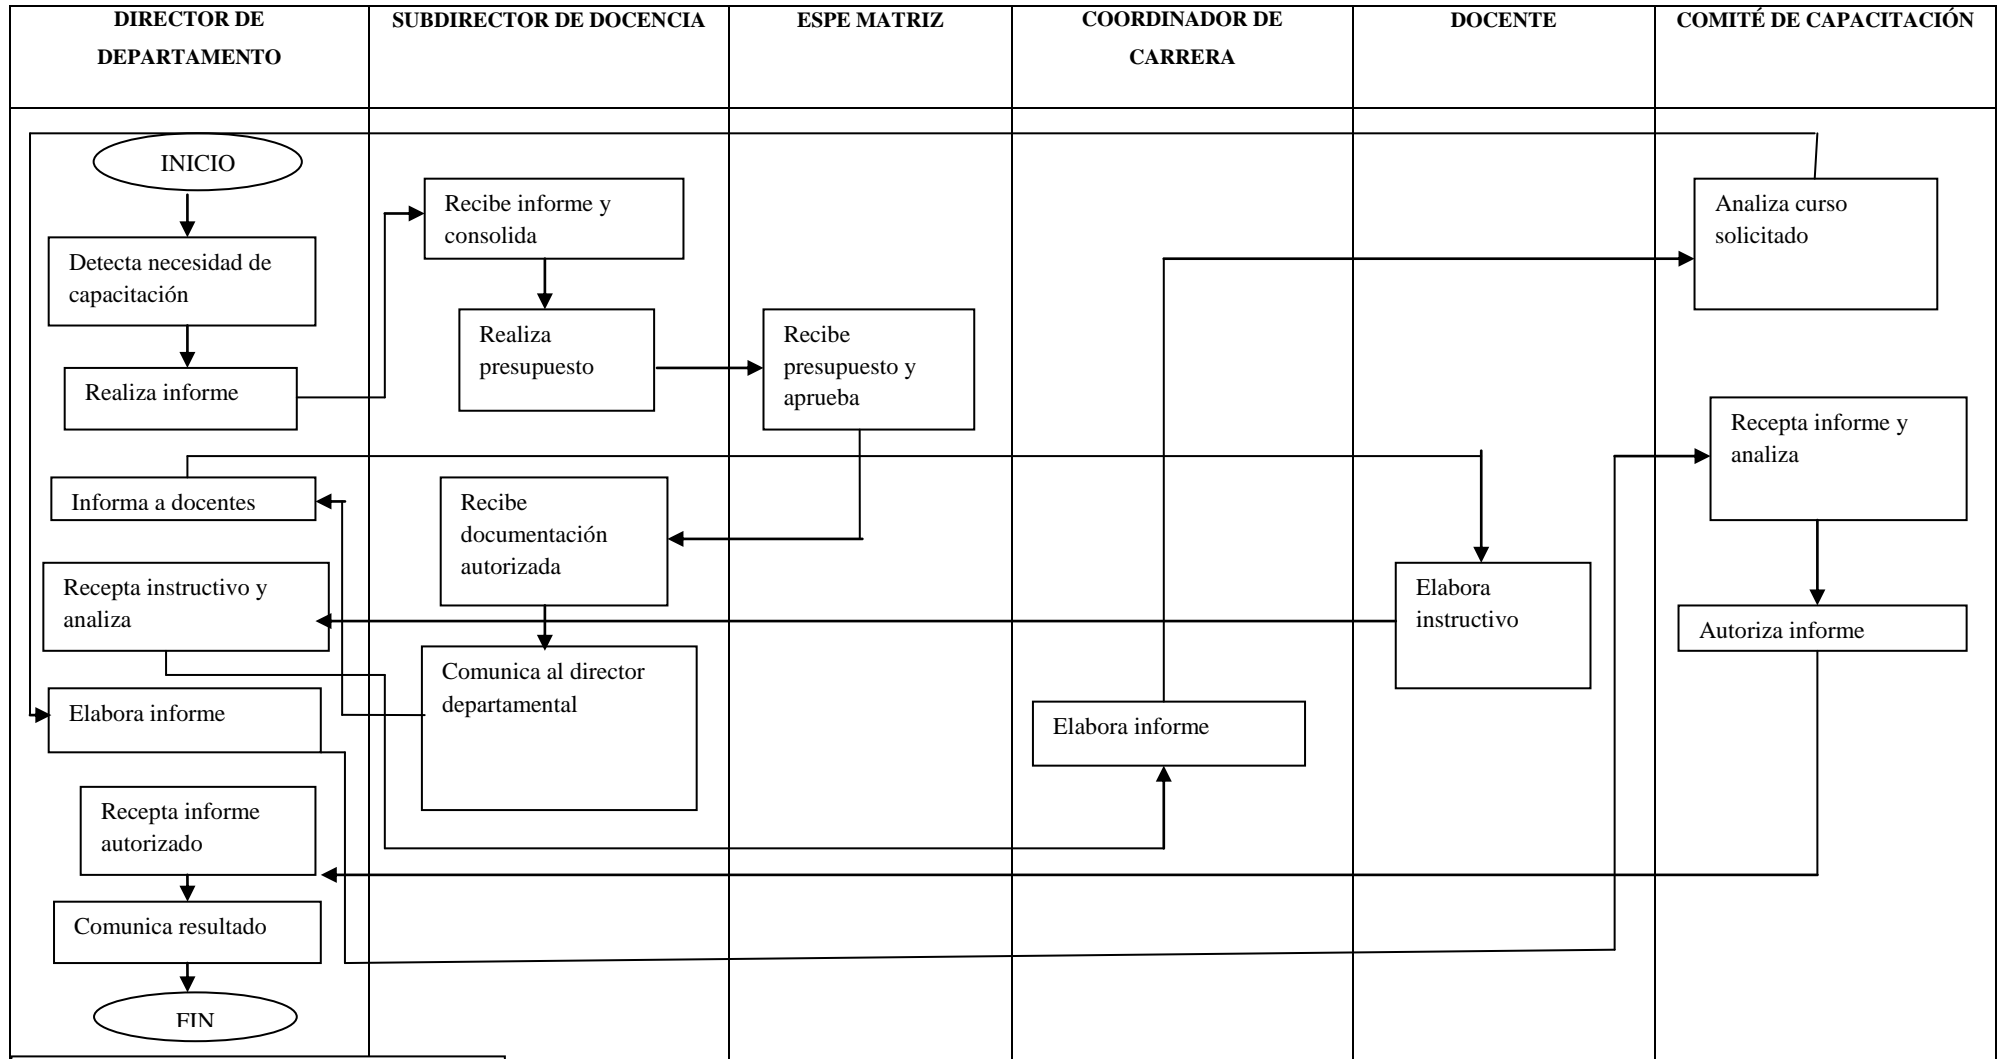 DIRECTOR DE
DEPARTAMENTO
SUBDIRECTOR DE DOCENCIA
ESPE MATRIZ
COORDINADOR DE
CARRERA
DOCENTE
COMITÉ DE CAPACITACIÓN
INICIO
Detecta necesidad de
capacitación
Realiza informe
Informa a docentes
Recepta instructivo y
analiza
Elabora informe
Recepta informe
autorizado
Comunica resultado
FIN
Recibe informe y
consolida
Realiza
presupuesto
Recibe
documentación
autorizada
Comunica al director
departamental
Recibe
presupuesto y
aprueba
Elabora informe
Elabora
instructivo
Analiza curso
solicitado
Recepta informe y
analiza
Autoriza informe